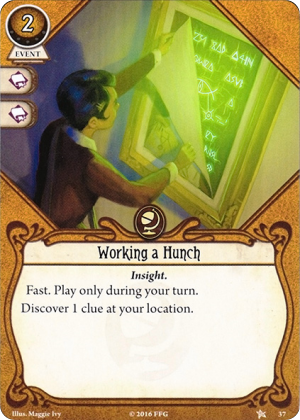 2
EVENT
Working a Hunch
Insight.
Fast. Play only during your turn.
Discover 1 clue at your location.
Illus. Maggie Ivy
© 2016 FFG
37